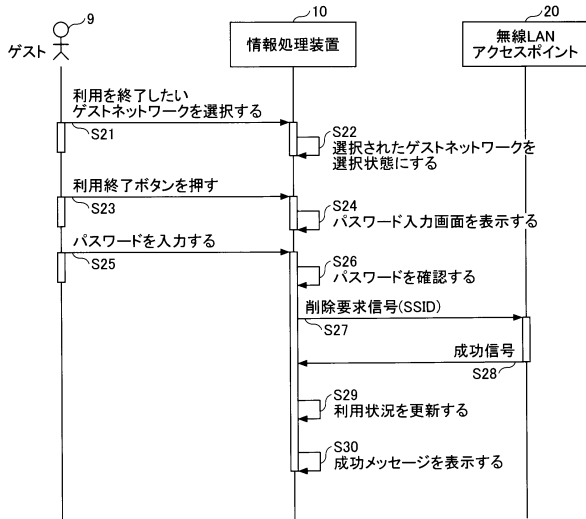 9
ゲスト
10
情報処理装置
20
無線LAN
アクセスポイント
利用を終了したい
ゲストネットワークを選択する
S21
S22
選択されたゲストネットワークを
選択状態にする
利用終了ボタンを押す
S23
S24
パスワード入力画面を表示する
パスワードを入力する
S25
S26
パスワードを確認する
削除要求信号(SSID)
S27
成功信号
S28
S29
利用状況を更新する
S30
成功メッセージを表示する